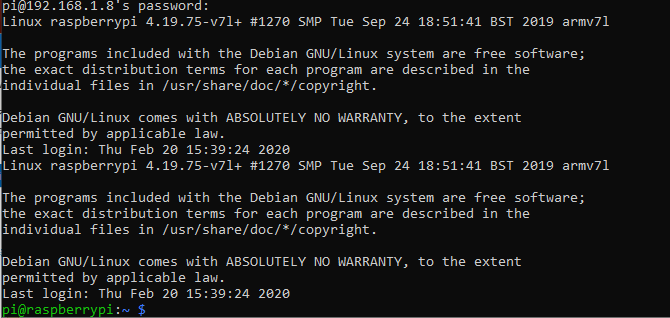 pi@192.168.1.8's password:
Linux raspberrypi 4.19.75-v7l+ #1270 SMP Tue Sep 24 18:51:41 BST 2019 armv7l
The programs included with the Debian GNU/Linux system are free software;
the exact distribution terms for each program are described in the
individual files in /usr/share/doc/*/copyright.
Debian GNU/Linux comes with ABSOLUTELY NO WARRANTY, to the extent
permitted by applicable law.
Last login: Thu Feb 20 15:39:24 2020
Linux raspberrypi 4.19.75-v7l+ #1270 SMP Tue Sep 24 18:51:41 BST 2019 armv7l
The programs included with the Debian GNU/Linux system are free software;
the exact distribution terms for each program are described in the
individual files in /usr/share/doc/*/copyright.
Debian GNU/Linux comes with ABSOLUTELY NO WARRANTY, to the extent
permitted by applicable law.
Last login: Thu Feb 20 15:39:24 2020
pi@raspberrypi:~ $